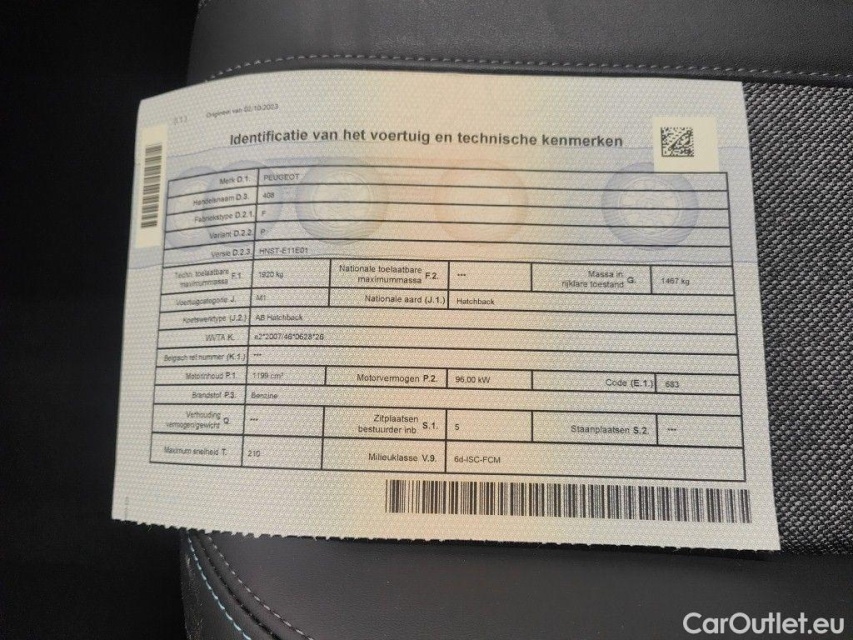 Origineel van 02/10/2023
Identificatie van het voertuig en technische kenmerken
Merk D.1. PEUGEOT
Handelsnaam D.3. 408
Fabriekstype D.2.1. F
Variant D.2.2. P
Versie D.2.3. HNST-E11E01
Techn. toelaatbare maximummassa F.1. 1920 kg Nationale toelaatbare maximummassa F.2. --- Massa in rijklare toestand G. 1467 kg
Voertuigcategorie J. M1 Nationale aard (J.1.) Hatchback
Koetswerktype (J.2.) AB Hatchback
WVTA K. e2*2007/46*0628*26
Belgisch ref.nummer (K.1.) ---
Motorinhoud P.1. 1199 cm³ Motorvermogen P.2. 96,00 kW Code (E.1.) 683
Brandstof P.3. Benzine
Verhouding vermogen/gewicht Q. --- Zitplaatsen bestuurder inb. S.1. 5 Staanplaatsen S.2. ---
Maximum snelheid T. 210 Milieuklasse V.9. 6d-ISC-FCM
CarOutlet.eu